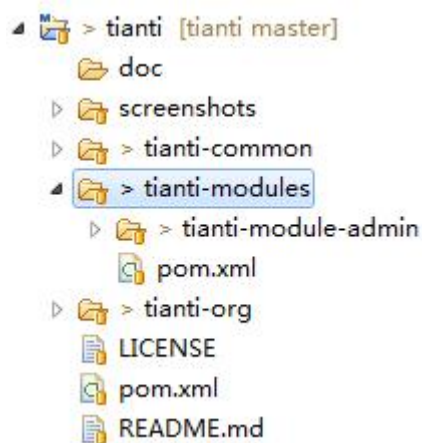 > tianti [tianti master]
doc
screenshots
> tianti-common
> tianti-modules
> tianti-module-admin
pom.xml
> tianti-org
LICENSE
pom.xml
README.md